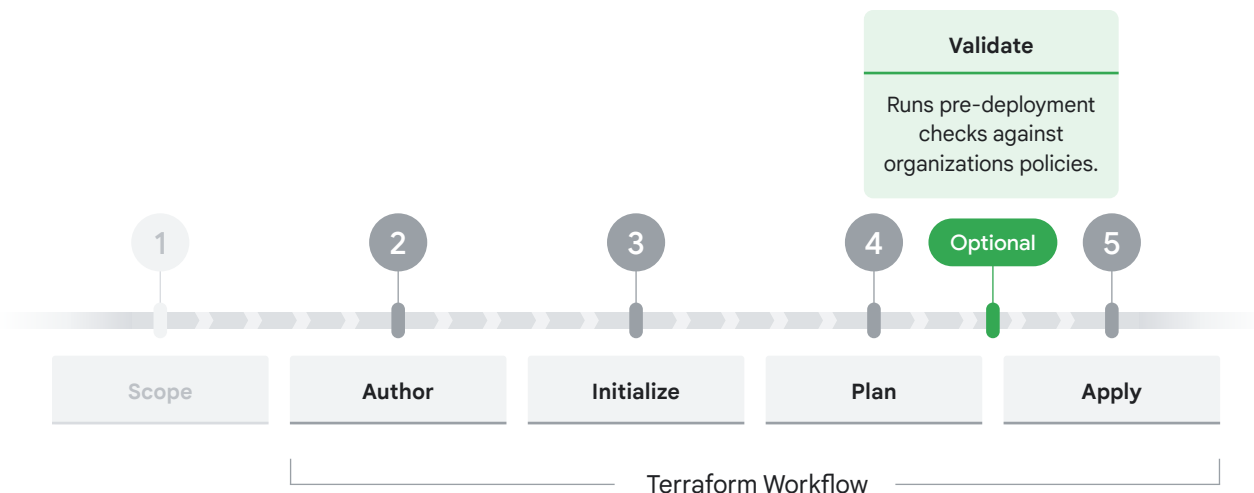 Validate
Runs pre-deployment
checks against
organizations policies.
1
2
3
4
Optional
5
Scope
Author
Initialize
Plan
Apply
Terraform Workflow